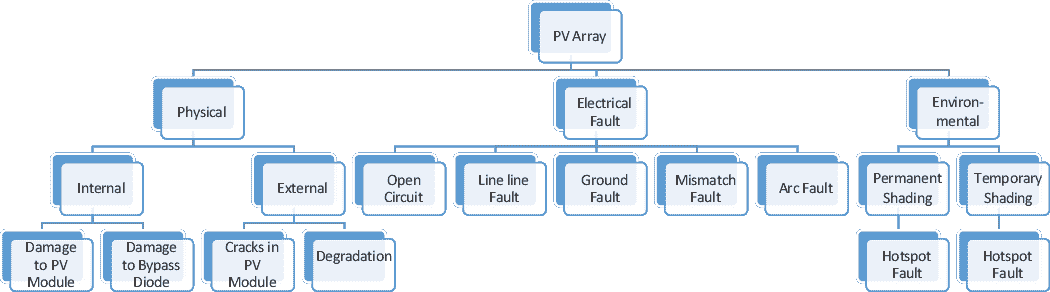 PV Array
Physical
Electrical
Fault
Environ-
mental
Internal
External
Open
Circuit
Line line
Fault
Ground
Fault
Mismatch
Fault
Arc Fault
Permanent
Shading
Temporary
Shading
Damage
to PV
Module
Damage
to Bypass
Diode
Cracks in
PV
Module
Degradation
Hotspot
Fault
Hotspot
Fault